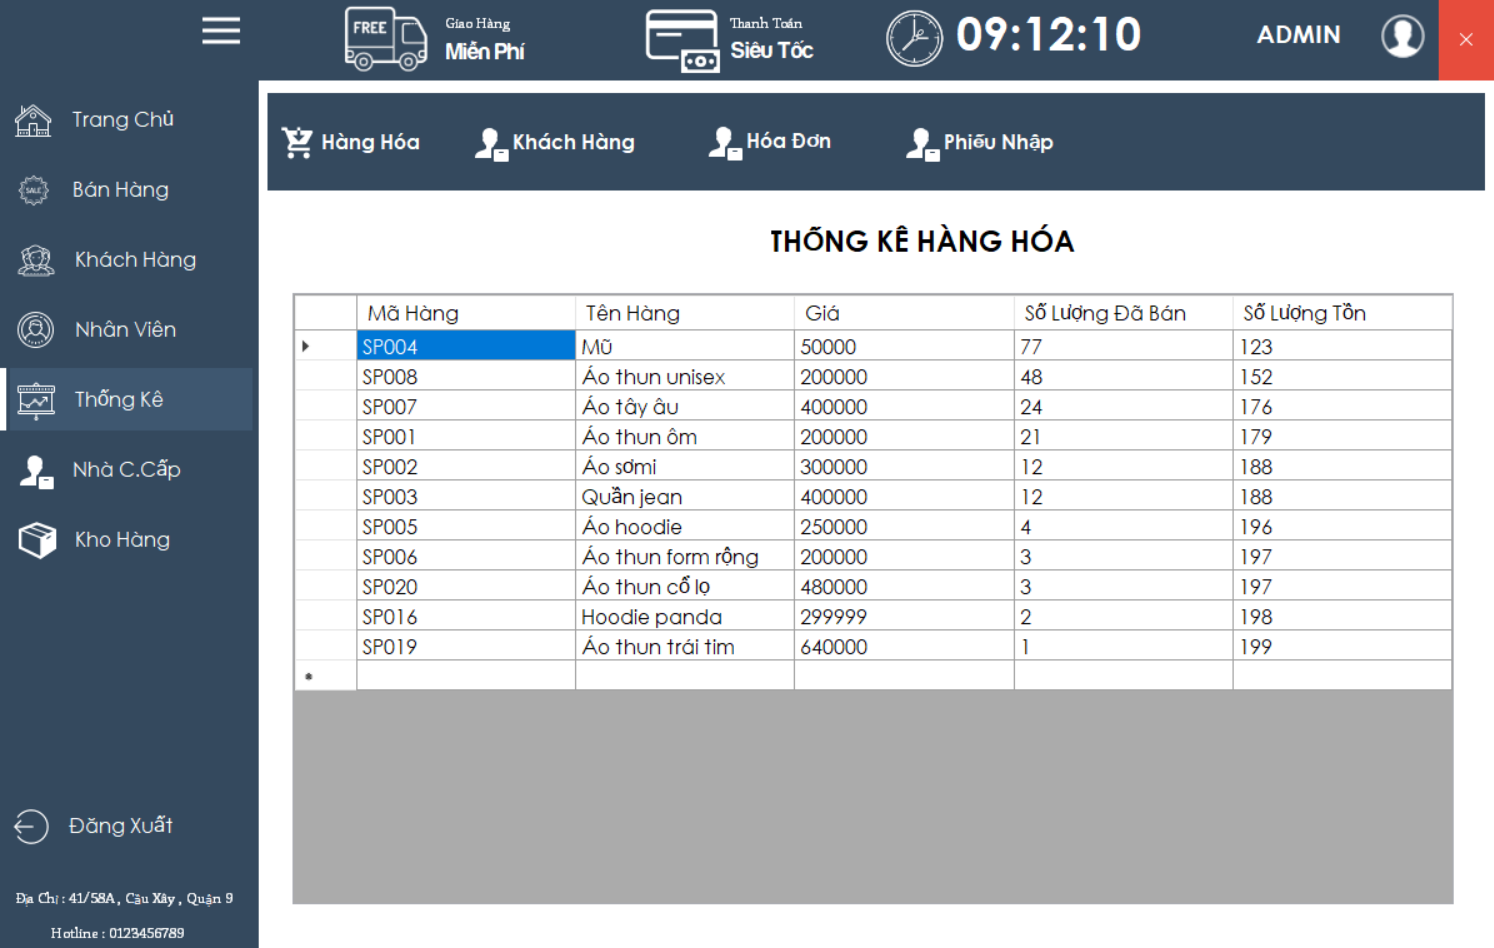 FREE
Giao Hàng
Miễn Phí
Thanh Toán
Siêu Tốc
09:12:10
ADMIN
Trang Chủ
SALE
Bán Hàng
Khách Hàng
Nhân Viên
Thống Kê
Nhà C.Cấp
Kho Hàng
Đăng Xuất
Địa Chỉ : 41/58A , Cầu Xây , Quận 9
Hotline : 0123456789
Hàng Hóa
Khách Hàng
Hóa Đơn
Phiếu Nhập
THỐNG KÊ HÀNG HÓA
Mã Hàng Tên Hàng Giá Số Lượng Đã Bán Số Lượng Tồn
SP004 Mũ 50000 77 123
SP008 Áo thun unisex 200000 48 152
SP007 Áo tây âu 400000 24 176
SP001 Áo thun ôm 200000 21 179
SP002 Áo sơmi 300000 12 188
SP003 Quần jean 400000 12 188
SP005 Áo hoodie 250000 4 196
SP006 Áo thun form rộng 200000 3 197
SP020 Áo thun cổ lọ 480000 3 197
SP016 Hoodie panda 299999 2 198
SP019 Áo thun trái tim 640000 1 199